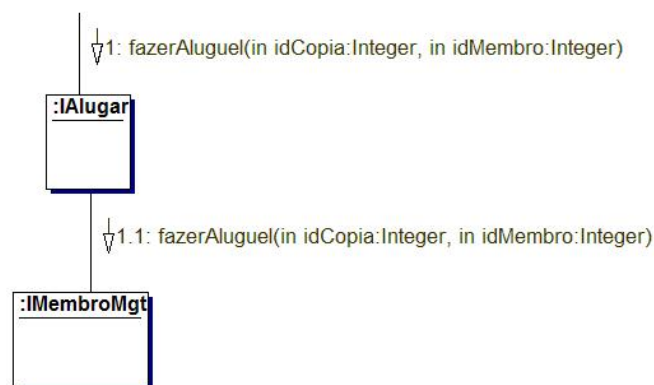 1: fazerAluguel(in idCopia:Integer, in idMembro:Integer)
:IAlugar
1.1: fazerAluguel(in idCopia:Integer, in idMembro:Integer)
:IMembroMgt